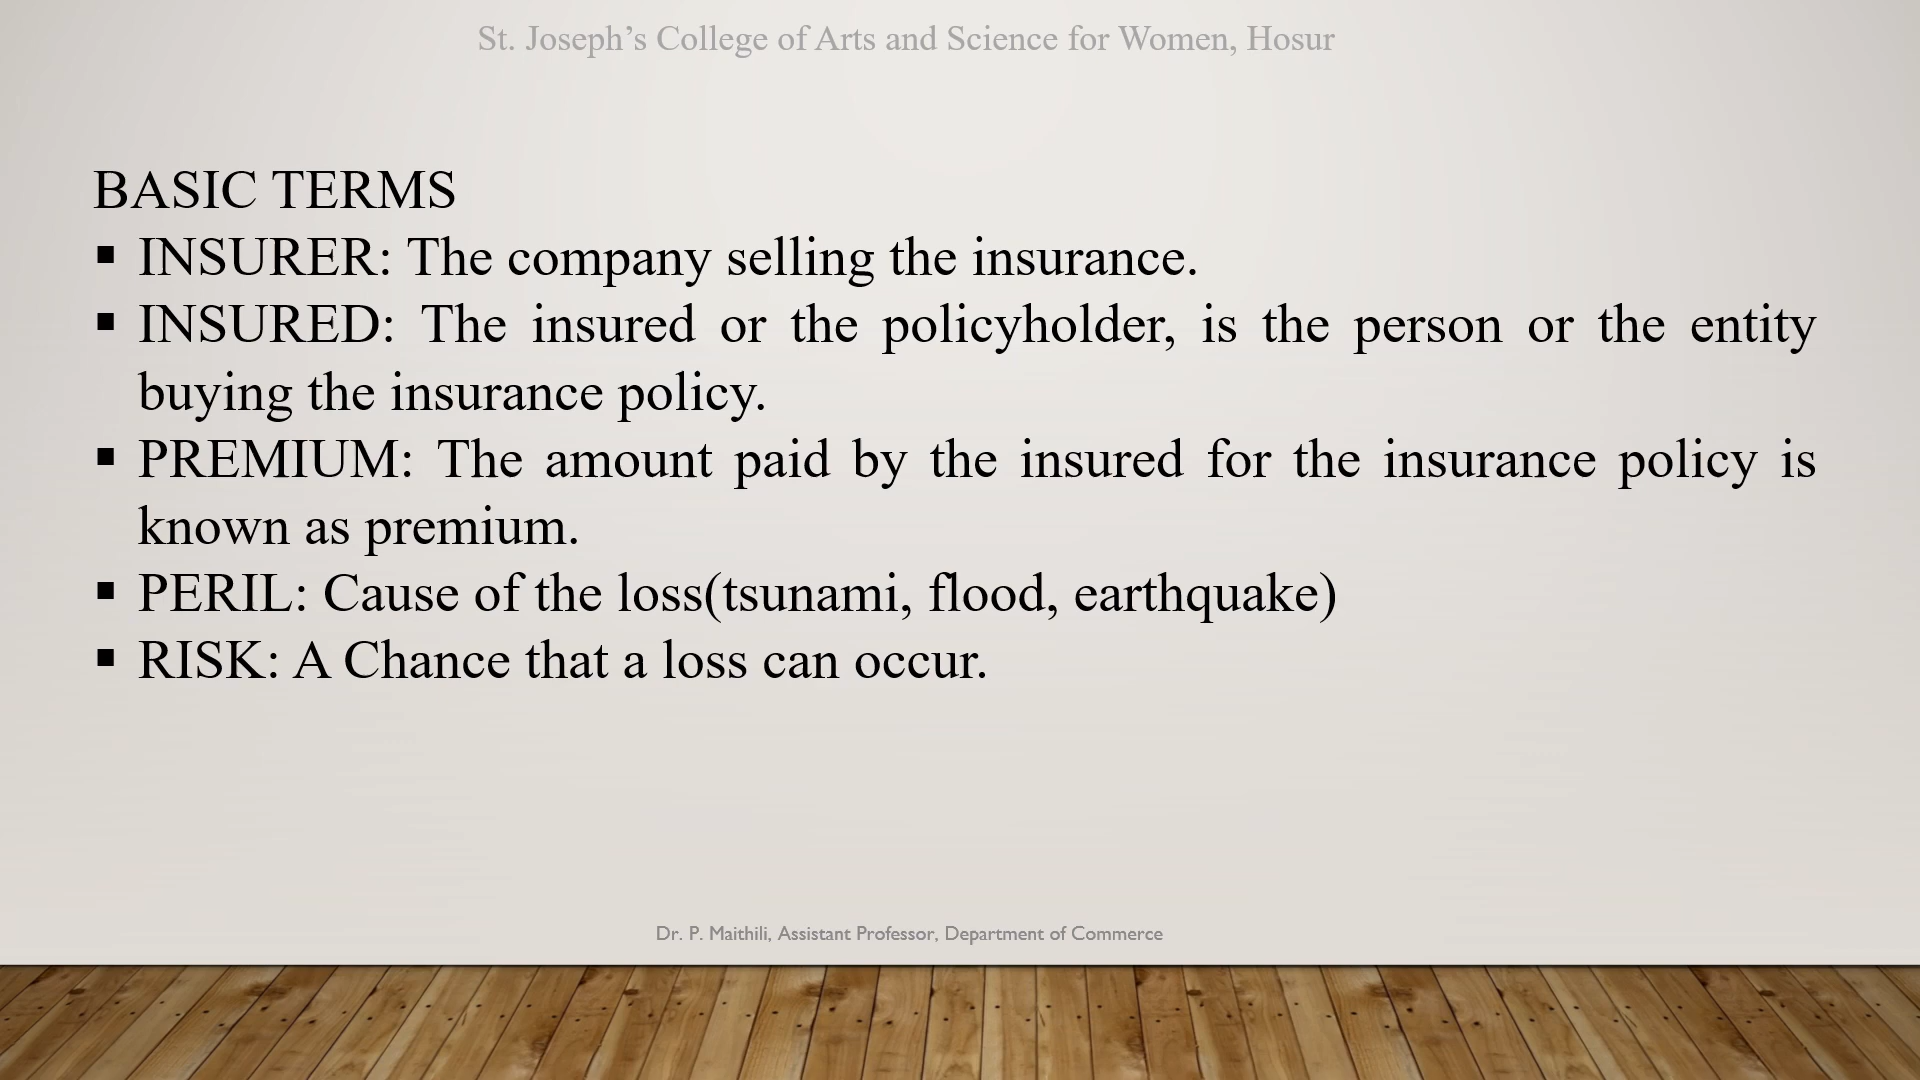 St. Joseph’s College of Arts and Science for Women, Hosur
BASIC TERMS
▪ INSURER: The company selling the insurance.
▪ INSURED: The insured or the policyholder, is the person or the entity
buying the insurance policy.
▪ PREMIUM: The amount paid by the insured for the insurance policy is
known as premium.
▪ PERIL: Cause of the loss(tsunami, flood, earthquake)
▪ RISK: A Chance that a loss can occur.
Dr. P. Maithili, Assistant Professor, Department of Commerce